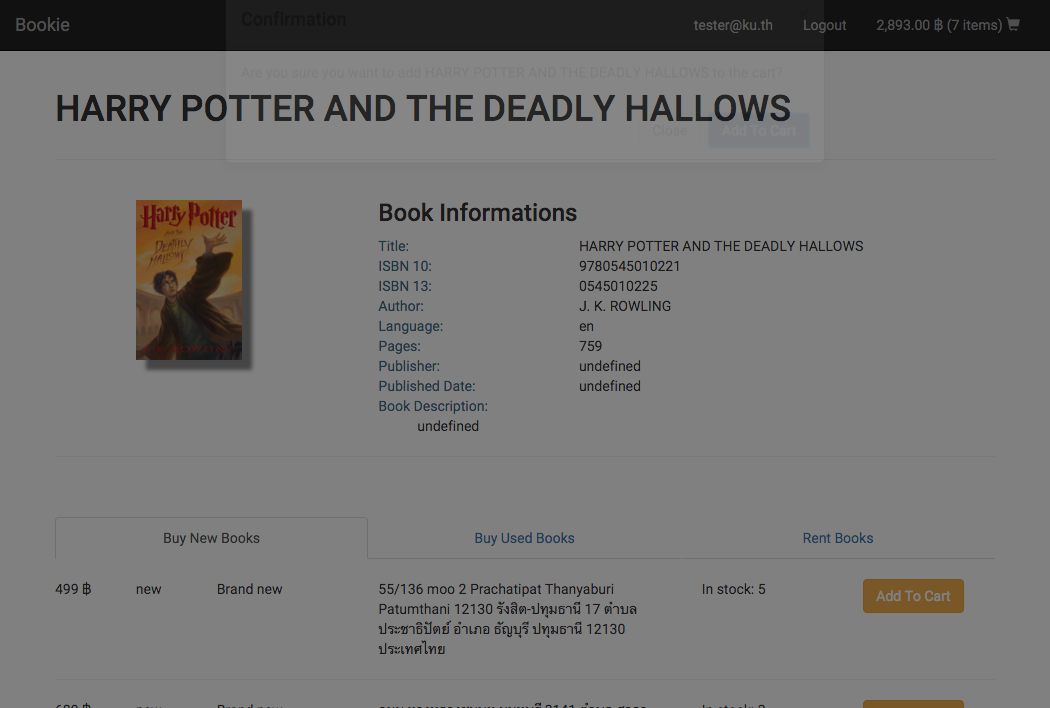 Bookie
tester@ku.th
Logout
2,893.00 ฿ (7 items)
Confirmation
Are you sure you want to add HARRY POTTER AND THE DEADLY HALLOWS to the cart?
Close
Add To Cart
HARRY POTTER AND THE DEADLY HALLOWS
Harry Potter
AND THE
DEATHLY
HALLOWS
Book Informations
Title: HARRY POTTER AND THE DEADLY HALLOWS
ISBN 10: 9780545010221
ISBN 13: 0545010225
Author: J. K. ROWLING
Language: en
Pages: 759
Publisher: undefined
Published Date: undefined
Book Description:
undefined
Buy New Books
Buy Used Books
Rent Books
499 ฿
new
Brand new
55/136 moo 2 Prachatipat Thanyaburi
Patumthani 12130 รังสิต-ปทุมธานี 17 ตำบล
ประชาธิปัตย์ อำเภอ ธัญบุรี ปทุมธานี 12130
ประเทศไทย
In stock: 5
Add To Cart